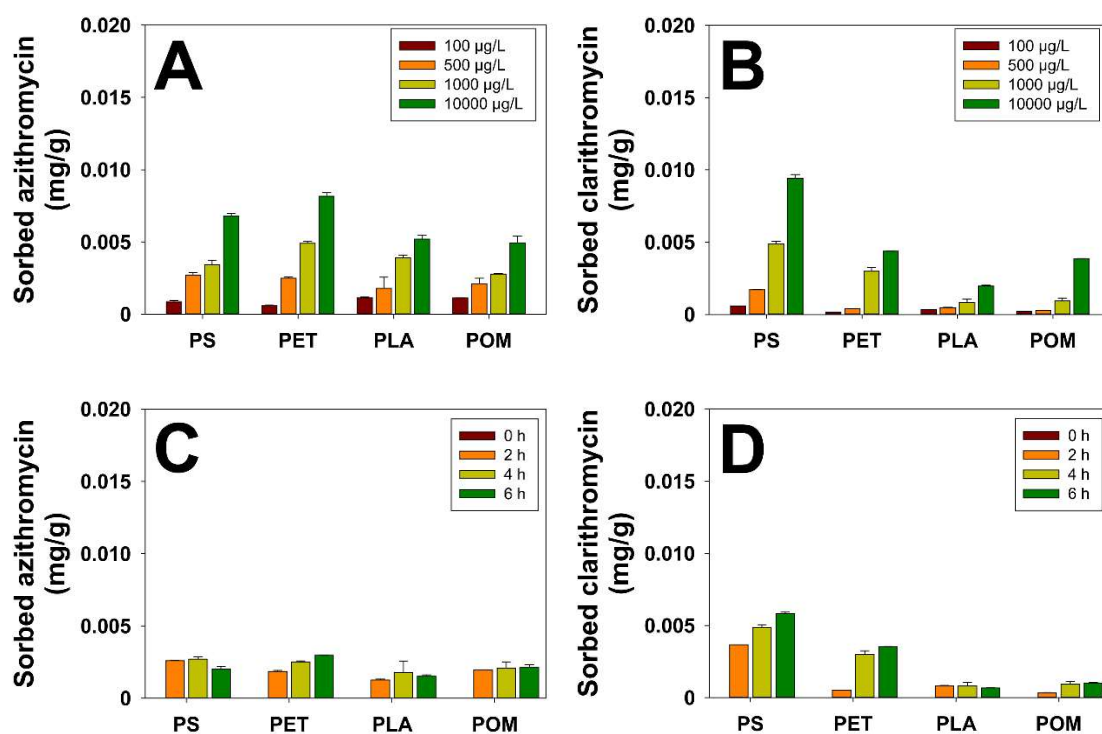 A
Sorbed azithromycin
(mg/g)
0.020
0.015
0.010
0.005
0
100 µg/L
500 µg/L
1000 µg/L
10000 µg/L
PS PET PLA POM
B
Sorbed clarithromycin
(mg/g)
0.020
0.015
0.010
0.005
0
100 µg/L
500 µg/L
1000 µg/L
10000 µg/L
PS PET PLA POM
C
Sorbed azithromycin
(mg/g)
0.020
0.015
0.010
0.005
0
0 h
2 h
4 h
6 h
PS PET PLA POM
D
Sorbed clarithromycin
(mg/g)
0.020
0.015
0.010
0.005
0
0 h
2 h
4 h
6 h
PS PET PLA POM